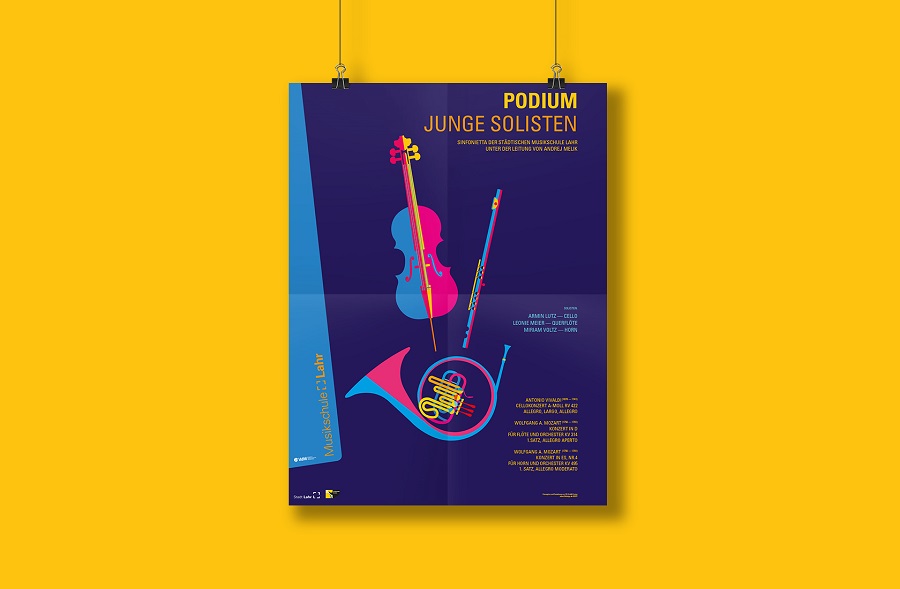 PODIUM
JUNGE SOLISTEN
SINFONIETTA DER STÄDTISCHEN MUSIKSCHULE LAHR
UNTER DER LEITUNG VON ANDREJ MELIK
SOLISTEN
ARMIN LUTZ — CELLO
LEONIE MEIER — QUERFLÖTE
MIRIAM VOLTZ — HORN
Musikschule Lahr
ANTONIO VIVALDI
CELLOKONZERT A-MOLL RV 422
ALLEGRO, LARGO, ALLEGRO
WOLFGANG A. MOZART
KONZERT IN D
FÜR FLÖTE UND ORCHESTER KV 314
1. SATZ, ALLEGRO APERTO
WOLFGANG A. MOZART
KONZERT IN ES, NR 4
FÜR HORN UND ORCHESTER KV 495
1. SATZ, ALLEGRO MODERATO
Stadt Lahr